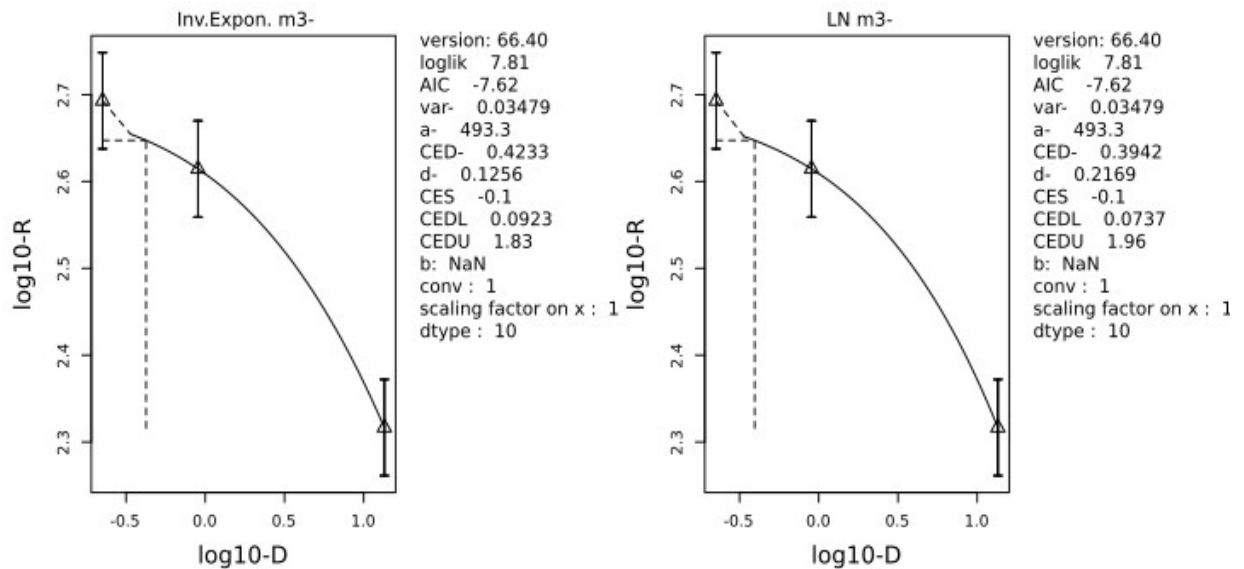 Inv.Expon. m3-
version: 66.40
loglik 7.81
AIC -7.62
var- 0.03479
a- 493.3
CED- 0.4233
d- 0.1256
CES -0.1
CEDL 0.0923
CEDU 1.83
b: NaN
conv : 1
scaling factor on x : 1
dtype : 10
log10-R
2.7
2.6
2.5
2.4
2.3
-0.5 0.0 0.5 1.0
log10-D
LN m3-
version: 66.40
loglik 7.81
AIC -7.62
var- 0.03479
a- 493.3
CED- 0.3942
d- 0.2169
CES -0.1
CEDL 0.0737
CEDU 1.96
b: NaN
conv : 1
scaling factor on x : 1
dtype : 10
log10-R
2.7
2.6
2.5
2.4
2.3
-0.5 0.0 0.5 1.0
log10-D